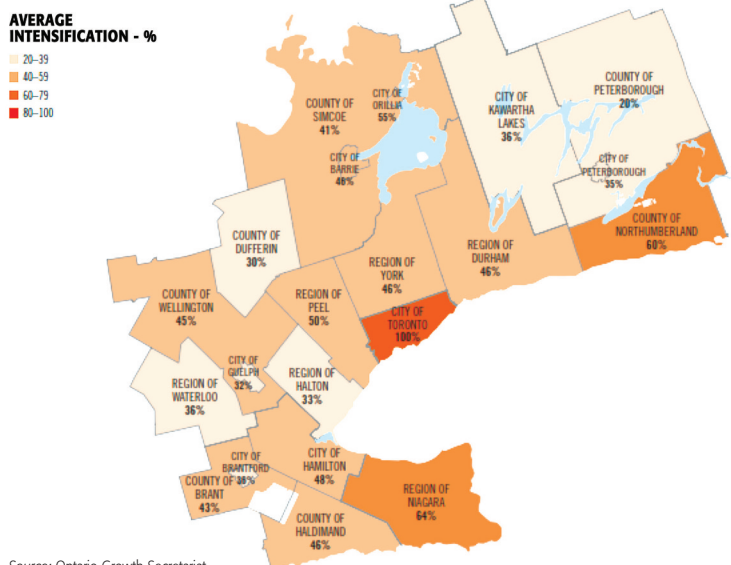 AVERAGE
INTENSIFICATION - %
20–39
40–59
60–79
80–100
COUNTY OF
SIMCOE
41%
CITY OF
ORILLIA
55%
CITY OF
BARRIE
48%
CITY OF
KAWARTHA
LAKES
36%
COUNTY OF
PETERBOROUGH
20%
CITY OF
PETERBOROUGH
35%
COUNTY OF
NORTHUMBERLAND
60%
COUNTY OF
DUFFERIN
30%
REGION OF
YORK
46%
REGION OF
DURHAM
46%
COUNTY OF
WELLINGTON
45%
REGION OF
PEEL
50%
CITY OF
TORONTO
100%
CITY OF
GUELPH
32%
REGION OF
WATERLOO
36%
REGION OF
HALTON
33%
CITY OF
BRANTFORD
COUNTY OF
BRANT
43%
CITY OF
HAMILTON
48%
REGION OF
NIAGARA
64%
COUNTY OF
HALDIMAND
46%
Source: Ontario Growth Secretariat